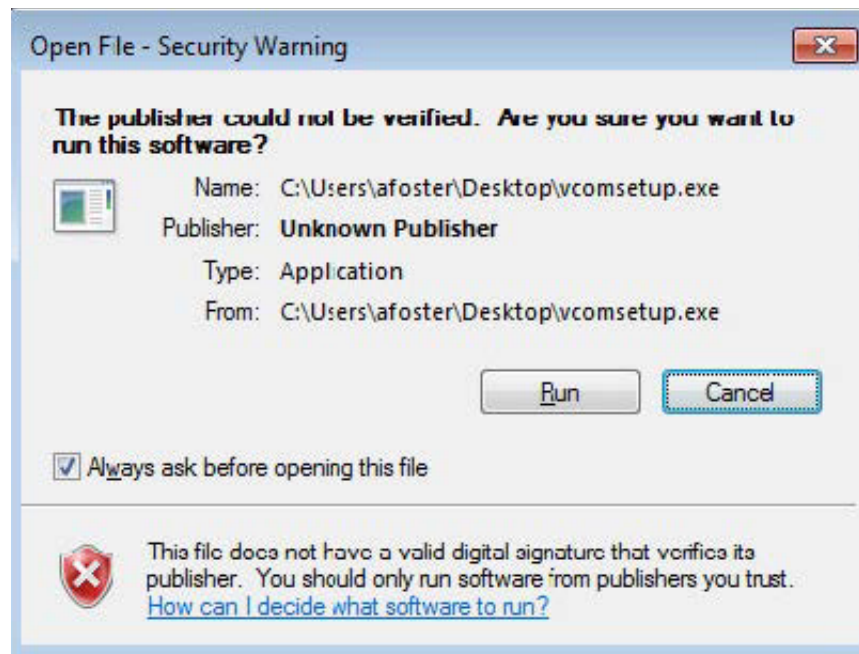 Open File - Security Warning
The publisher could not be verified.  Are you sure you want to
run this software?
Name: C:\Users\afoster\Desktop\vcomsetup.exe
Publisher: Unknown Publisher
Type: Application
From: C:\Users\afoster\Desktop\vcomsetup.exe
Run Cancel
Always ask before opening this file
This file does not have a valid digital signature that verifies its
publisher.  You should only run software from publishers you trust.
How can I decide what software to run?